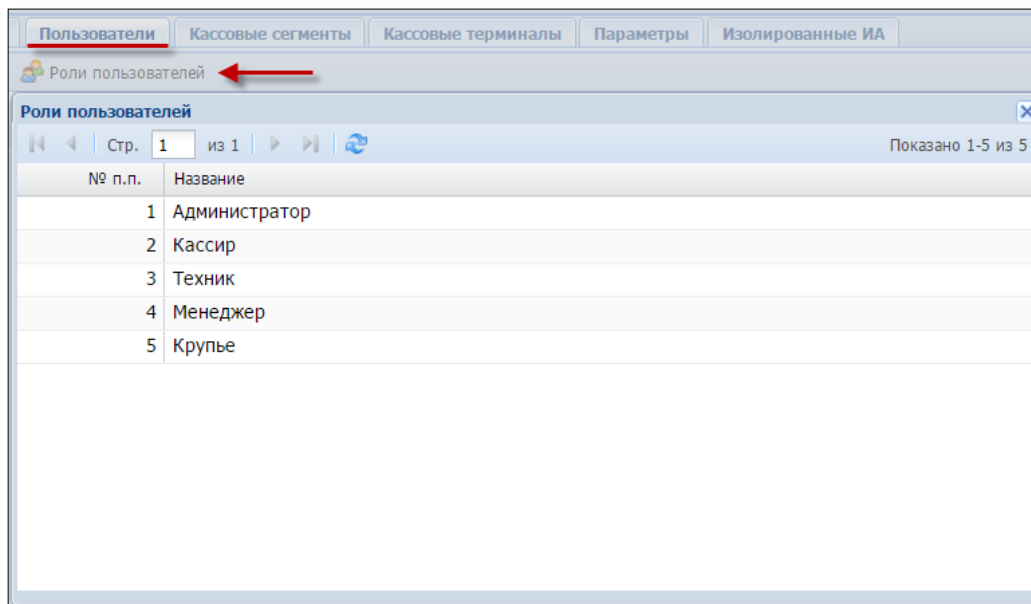 Пользователи Кассовые сегменты Кассовые терминалы Параметры Изолированные ИА
Роли пользователей
Роли пользователей
Стр. 1 из 1 Показано 1-5 из 5
№ п.п. Название
1 Администратор
2 Кассир
3 Техник
4 Менеджер
5 Крупье